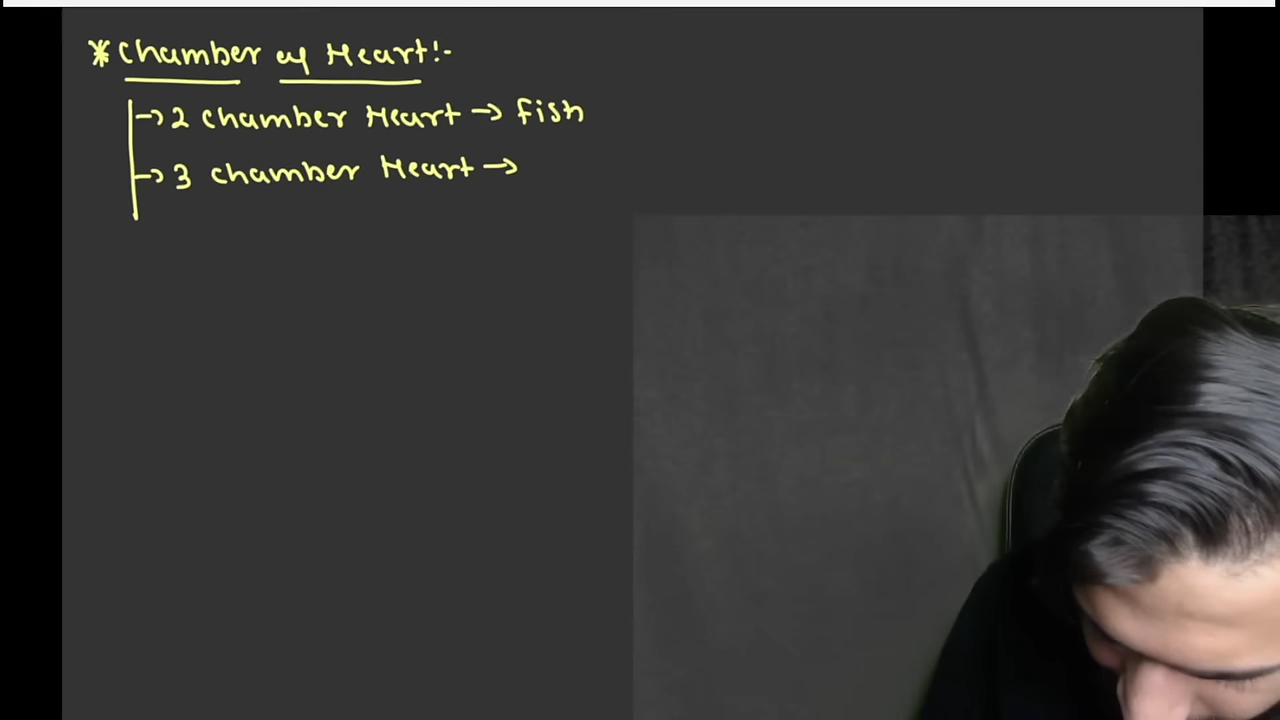 * Chamber of Heart:-
→ 2 chamber Heart → fish
→ 3 chamber Heart →